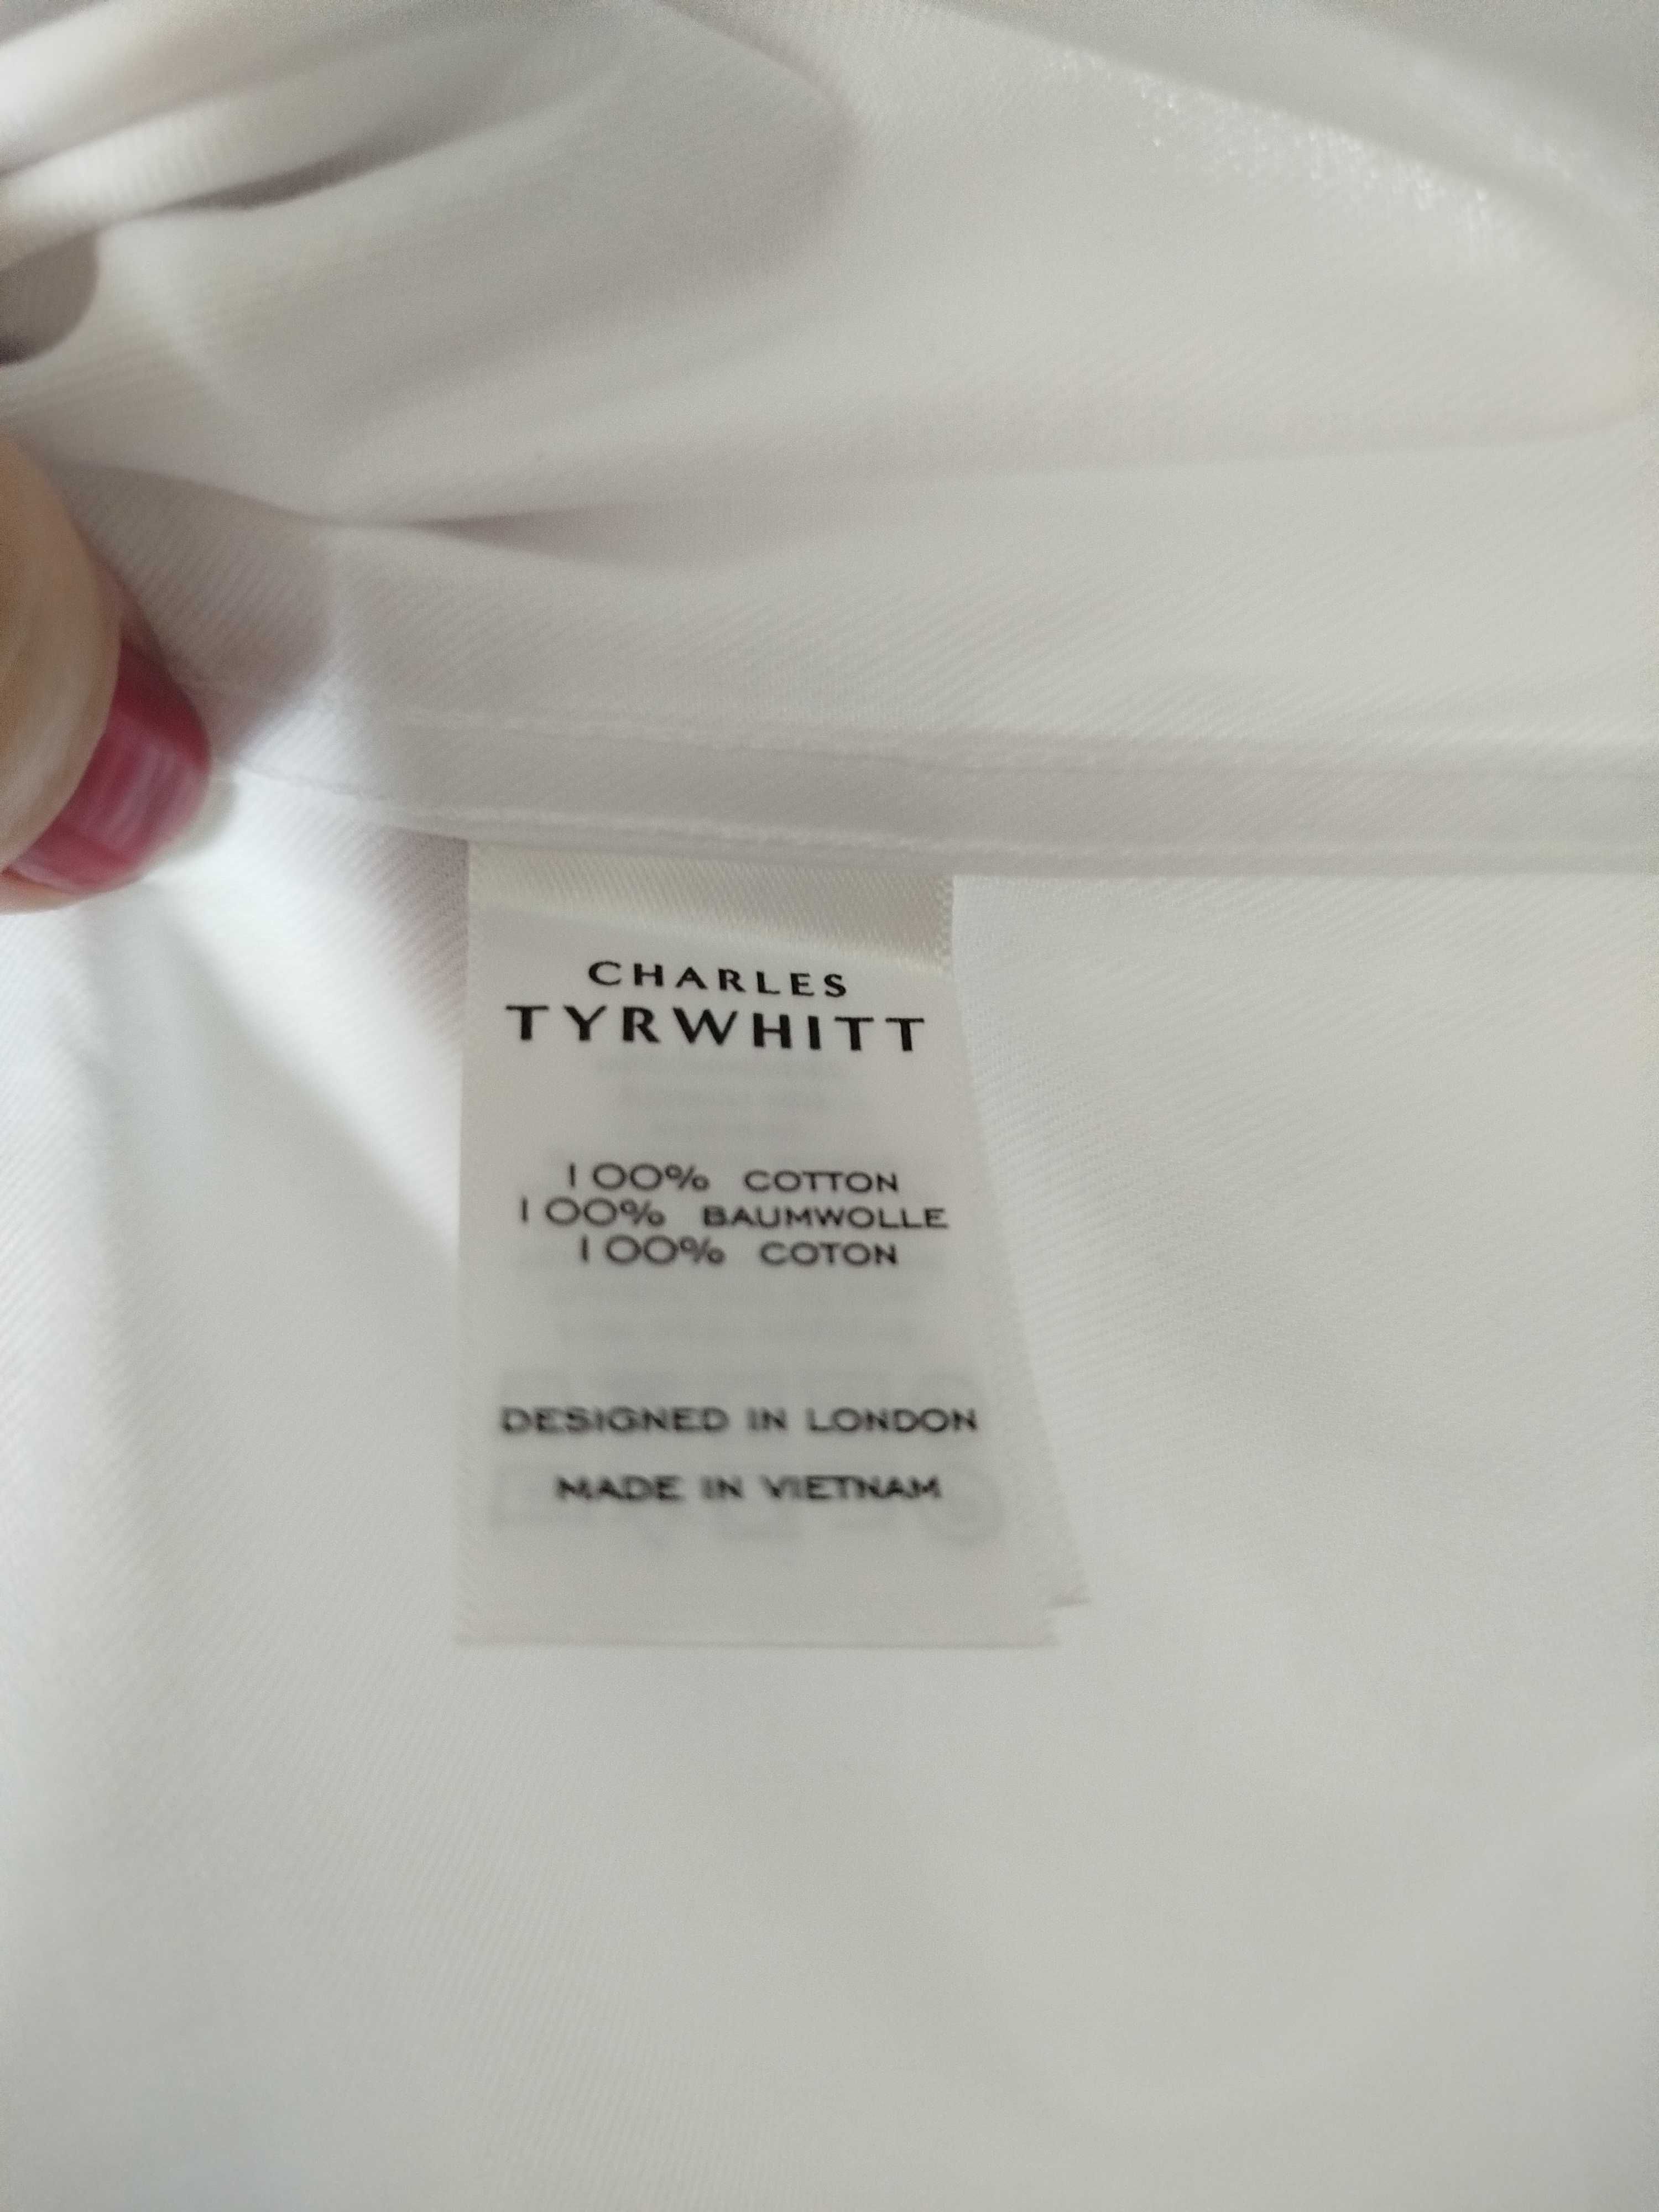 CHARLES
TYRWHITT
100% COTTON
100% BAUMWOLLE
100% COTON
DESIGNED IN LONDON
MADE IN VIETNAM